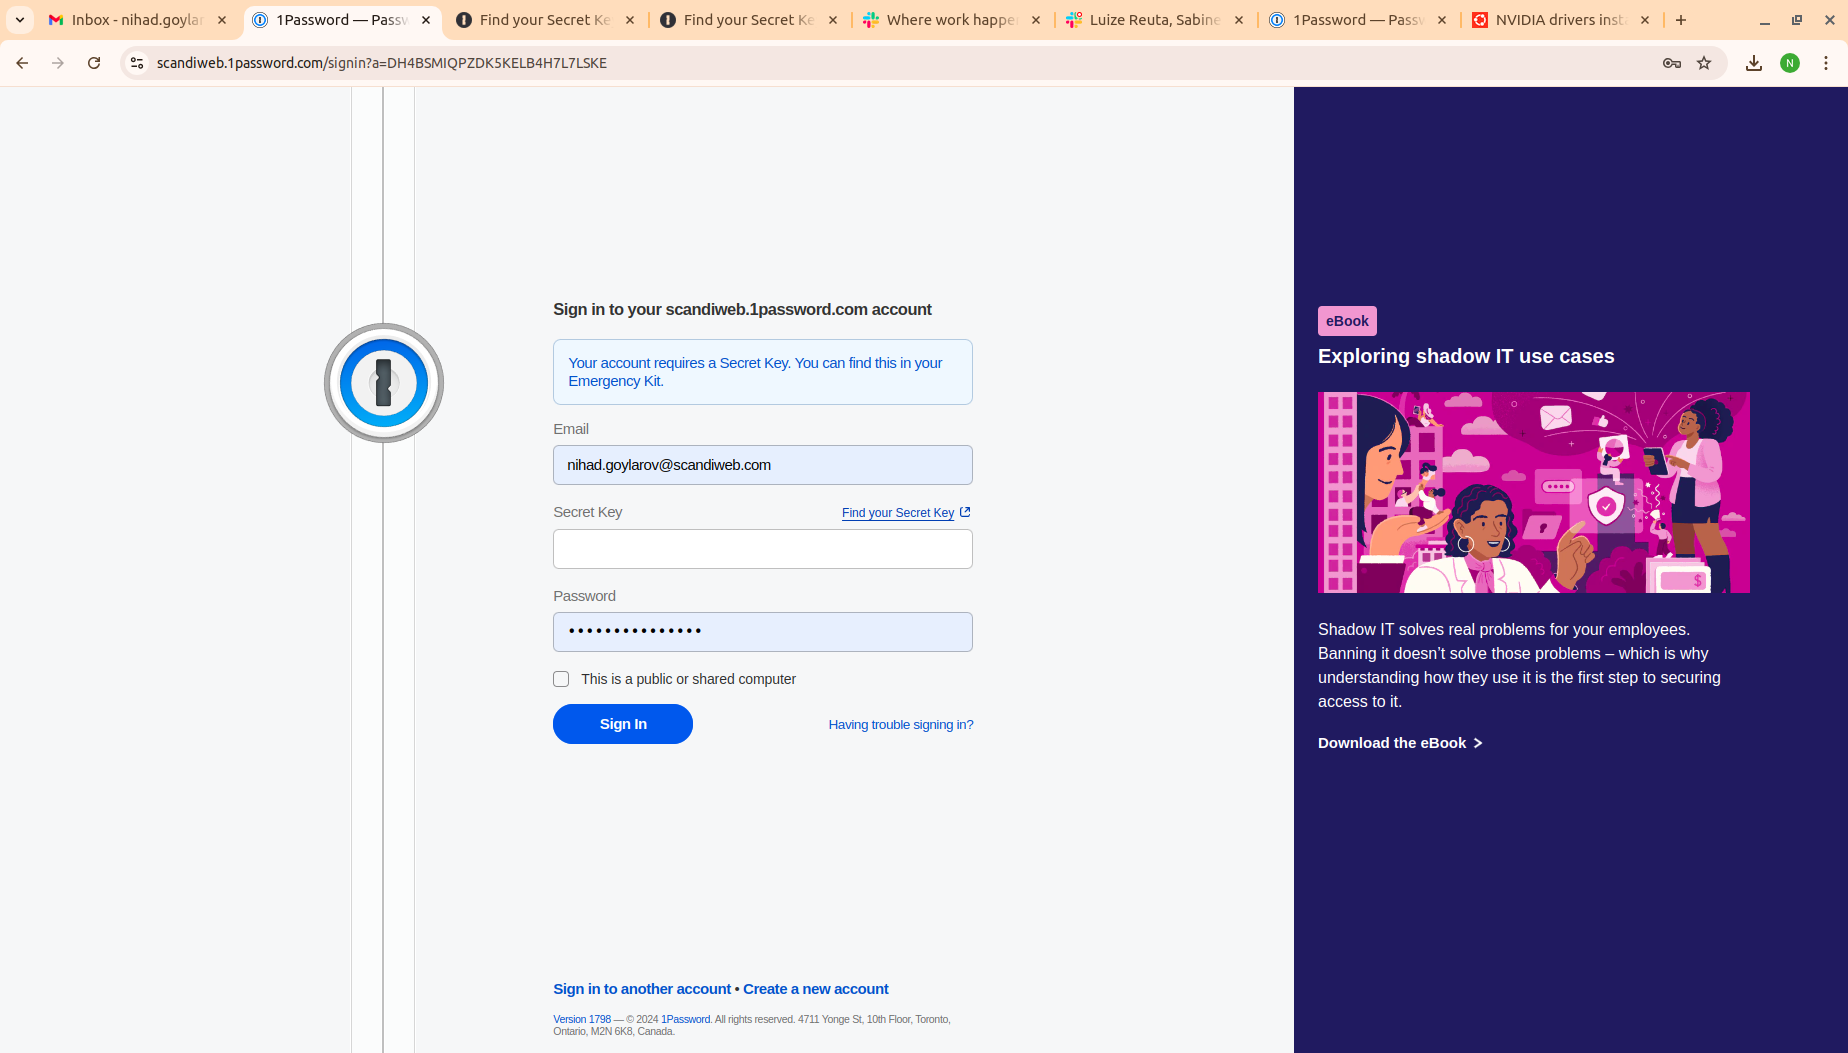 Inbox - nihad.goylar
1Password — Passw
Find your Secret Ke
Find your Secret Ke
Where work happe
Luize Reuta, Sabine
1Password — Passw
NVIDIA drivers inst
scandiweb.1password.com/signin?a=DH4BSMIQPZDK5KELB4H7L7LSKE
N
Sign in to your scandiweb.1password.com account
Your account requires a Secret Key. You can find this in your
Emergency Kit.
Email
nihad.goylarov@scandiweb.com
Secret Key
Find your Secret Key
Password
•••••••••••••••
This is a public or shared computer
Sign In
Having trouble signing in?
Sign in to another account • Create a new account
Version 1798 — © 2024 1Password. All rights reserved. 4711 Yonge St, 10th Floor, Toronto,
Ontario, M2N 6K8, Canada.
eBook
Exploring shadow IT use cases
$
Shadow IT solves real problems for your employees.
Banning it doesn’t solve those problems – which is why
understanding how they use it is the first step to securing
access to it.
Download the eBook